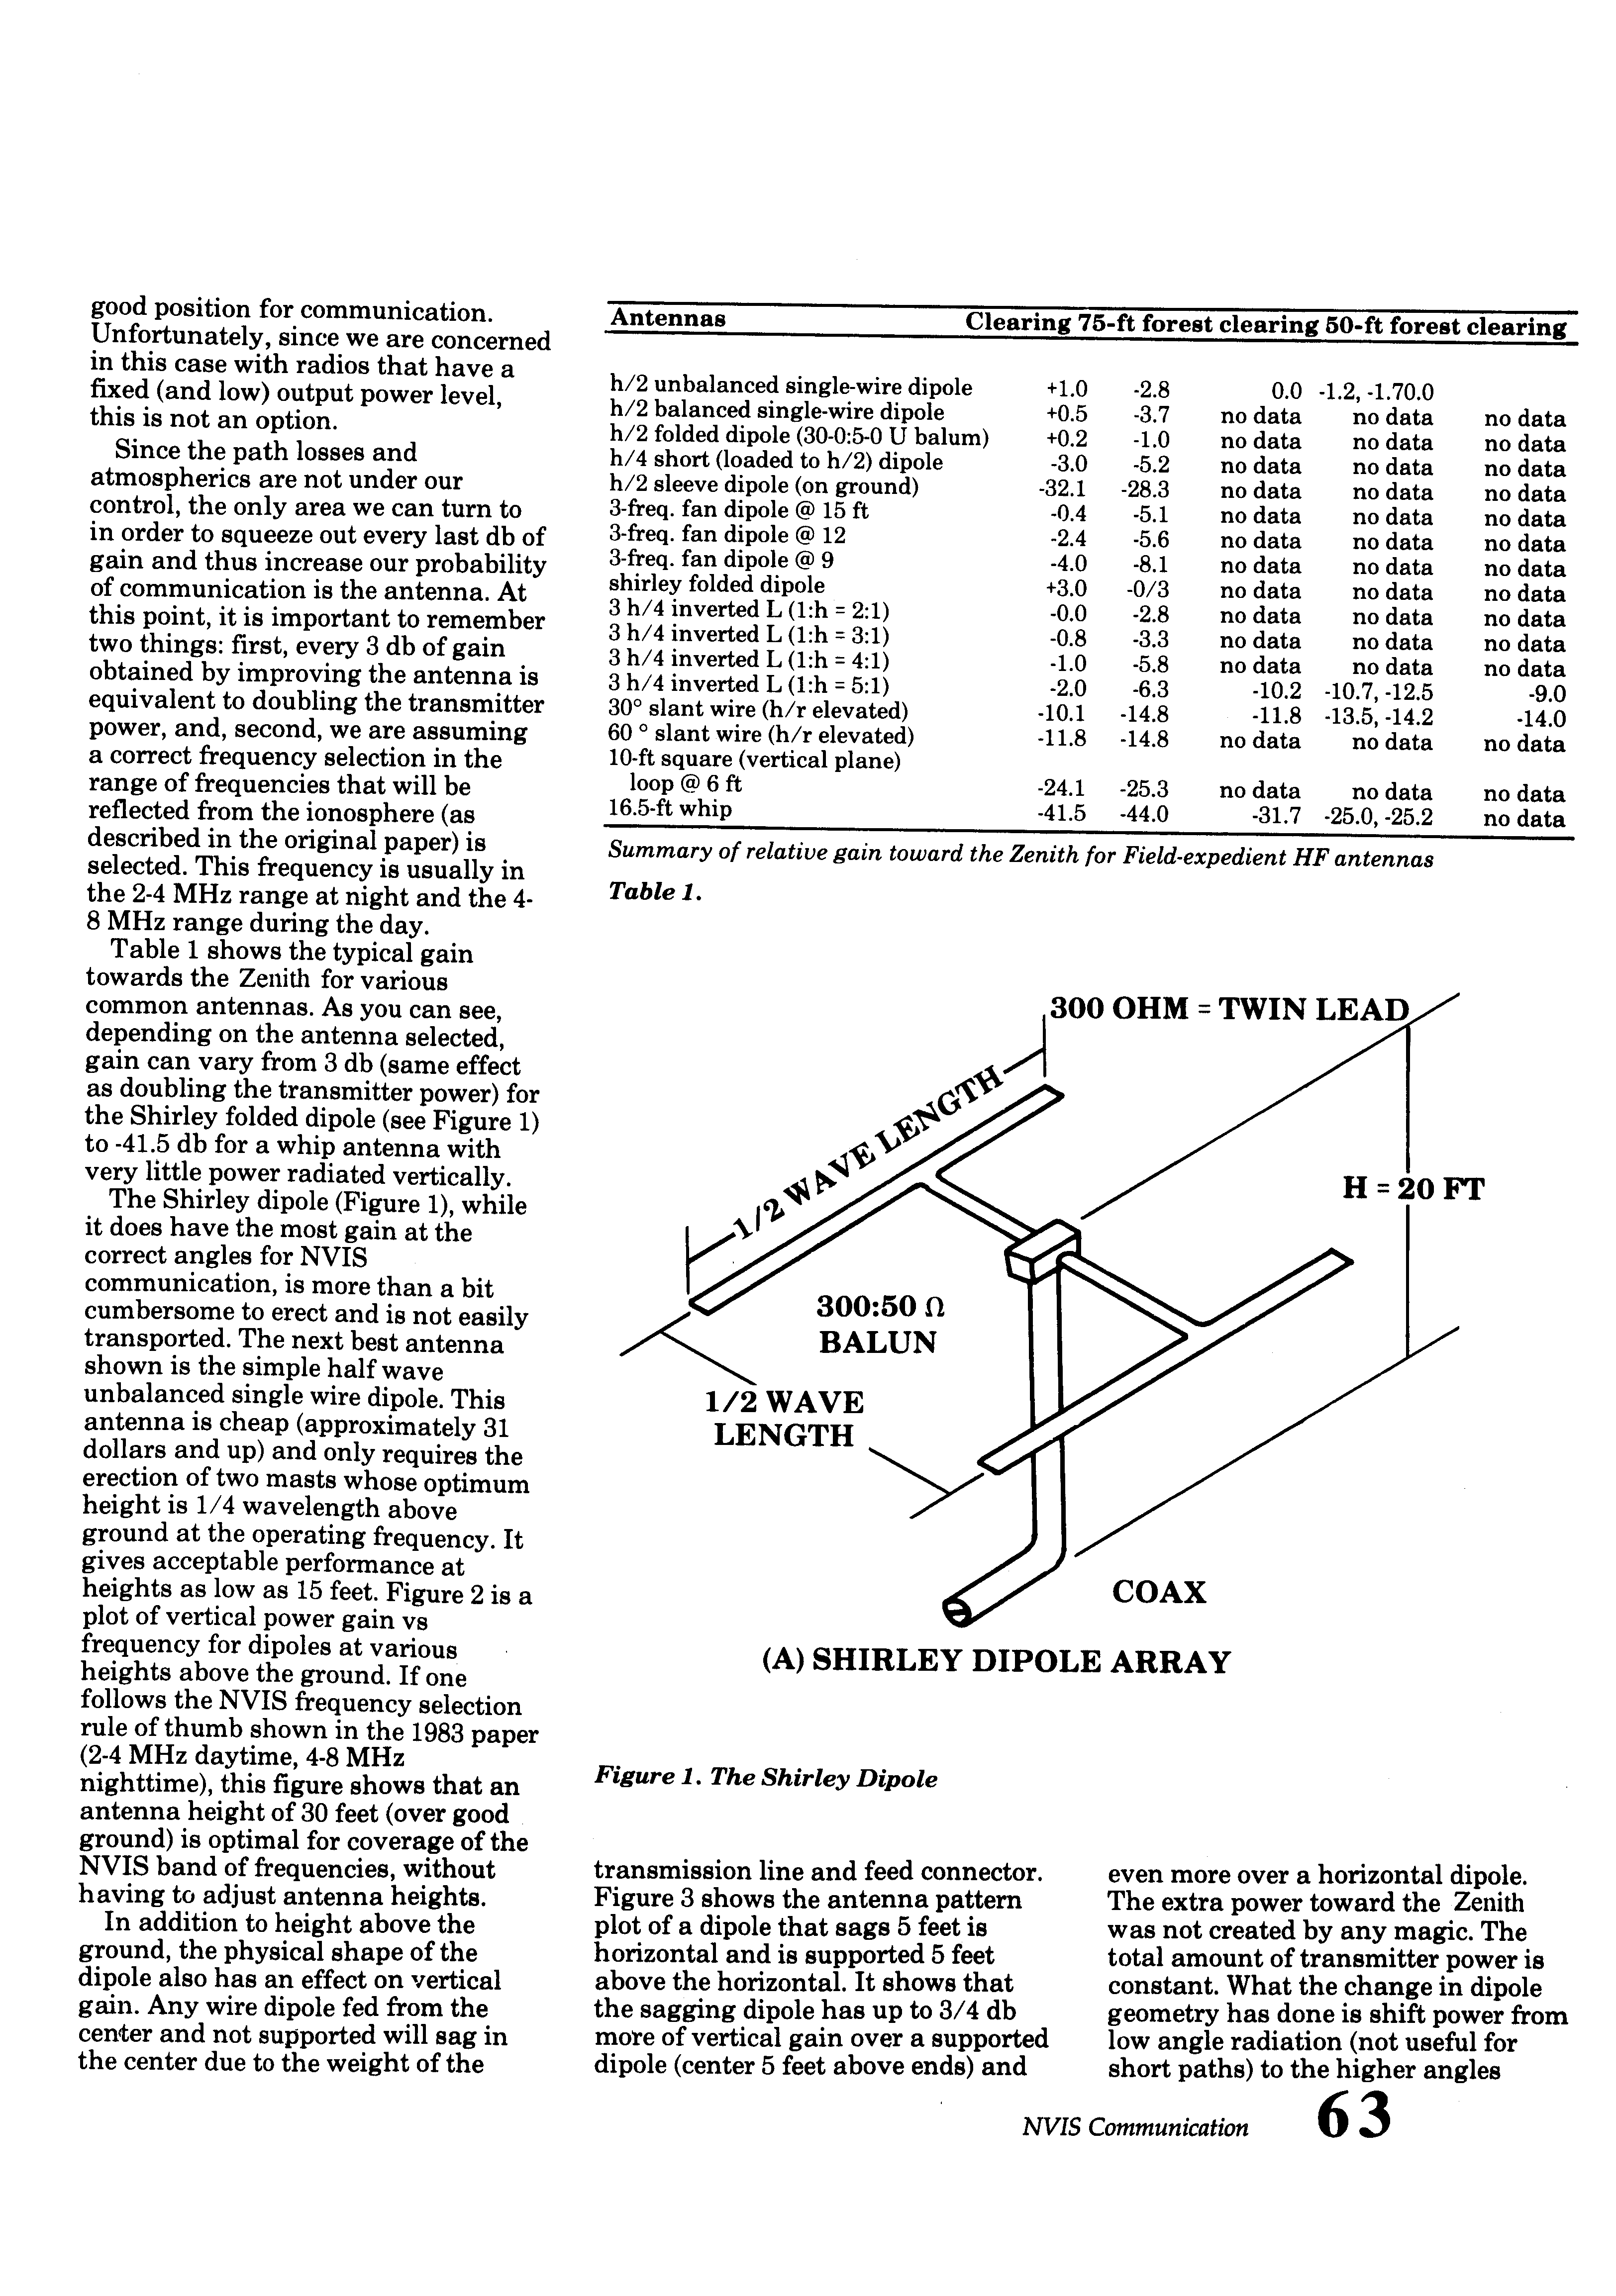 good position for communication.
Unfortunately, since we are concerned
in this case with radios that have a
fixed (and low) output power level,
this is not an option.
Since the path losses and
atmospherics are not under our
control, the only area we can turn to
in order to squeeze out every last db of
gain and thus increase our probability
of communication is the antenna. At
this point, it is important to remember
two things: first, every 3 db of gain
obtained by improving the antenna is
equivalent to doubling the transmitter
power, and, second, we are assuming
a correct frequency selection in the
range of frequencies that will be
reflected from the ionosphere (as
described in the original paper) is
selected. This frequency is usually in
the 2-4 MHz range at night and the 4-
8 MHz range during the day.
Table 1 shows the typical gain
towards the Zenith for various
common antennas. As you can see,
depending on the antenna selected,
gain can vary from 3 db (same effect
as doubling the transmitter power) for
the Shirley folded dipole (see Figure 1)
to -41.5 db for a whip antenna with
very little power radiated vertically.
The Shirley dipole (Figure 1), while
it does have the most gain at the
correct angles for NVIS
communication, is more than a bit
cumbersome to erect and is not easily
transported. The next best antenna
shown is the simple half wave
unbalanced single wire dipole. This
antenna is cheap (approximately 31
dollars and up) and only requires the
erection of two masts whose optimum
height is 1/4 wavelength above
ground at the operating frequency. It
gives acceptable performance at
heights as low as 15 feet. Figure 2 is a
plot of vertical power gain vs
frequency for dipoles at various
heights above the ground. If one
follows the NVIS frequency selection
rule of thumb shown in the 1983 paper
(2-4 MHz daytime, 4-8 MHz
nighttime), this figure shows that an
antenna height of 30 feet (over good
ground) is optimal for coverage of the
NVIS band of frequencies, without
having to adjust antenna heights.
In addition to height above the
ground, the physical shape of the
dipole also has an effect on vertical
gain. Any wire dipole fed from the
center and not supported will sag in
the center due to the weight of the
Antennas Clearing 75-ft forest clearing 50-ft forest clearing
h/2 unbalanced single-wire dipole +1.0 -2.8 0.0 -1.2, -1.70.0
h/2 balanced single-wire dipole +0.5 -3.7 no data no data no data
h/2 folded dipole (30-0:5-0 U balum) +0.2 -1.0 no data no data no data
h/4 short (loaded to h/2) dipole -3.0 -5.2 no data no data no data
h/2 sleeve dipole (on ground) -32.1 -28.3 no data no data no data
3-freq. fan dipole @ 15 ft -0.4 -5.1 no data no data no data
3-freq. fan dipole @ 12 -2.4 -5.6 no data no data no data
3-freq. fan dipole @ 9 -4.0 -8.1 no data no data no data
shirley folded dipole +3.0 -0/3 no data no data no data
3 h/4 inverted L (1:h = 2:1) -0.0 -2.8 no data no data no data
3 h/4 inverted L (1:h = 3:1) -0.8 -3.3 no data no data no data
3 h/4 inverted L (1:h = 4:1) -1.0 -5.8 no data no data no data
3 h/4 inverted L (1:h = 5:1) -2.0 -6.3 -10.2 -10.7, -12.5 -9.0
30° slant wire (h/r elevated) -10.1 -14.8 -11.8 -13.5, -14.2 -14.0
60 ° slant wire (h/r elevated) -11.8 -14.8 no data no data no data
10-ft square (vertical plane)
loop @ 6 ft -24.1 -25.3 no data no data no data
16.5-ft whip -41.5 -44.0 -31.7 -25.0, -25.2 no data
Summary of relative gain toward the Zenith for Field-expedient HF antennas
Table 1.
300 OHM = TWIN LEAD
1/2 WAVE LENGTH
H = 20 FT
300:50 Ω
BALUN
1/2 WAVE
LENGTH
COAX
(A) SHIRLEY DIPOLE ARRAY
Figure 1. The Shirley Dipole
transmission line and feed connector.
Figure 3 shows the antenna pattern
plot of a dipole that sags 5 feet is
horizontal and is supported 5 feet
above the horizontal. It shows that
the sagging dipole has up to 3/4 db
more of vertical gain over a supported
dipole (center 5 feet above ends) and
even more over a horizontal dipole.
The extra power toward the Zenith
was not created by any magic. The
total amount of transmitter power is
constant. What the change in dipole
geometry has done is shift power from
low angle radiation (not useful for
short paths) to the higher angles
NVIS Communication 63